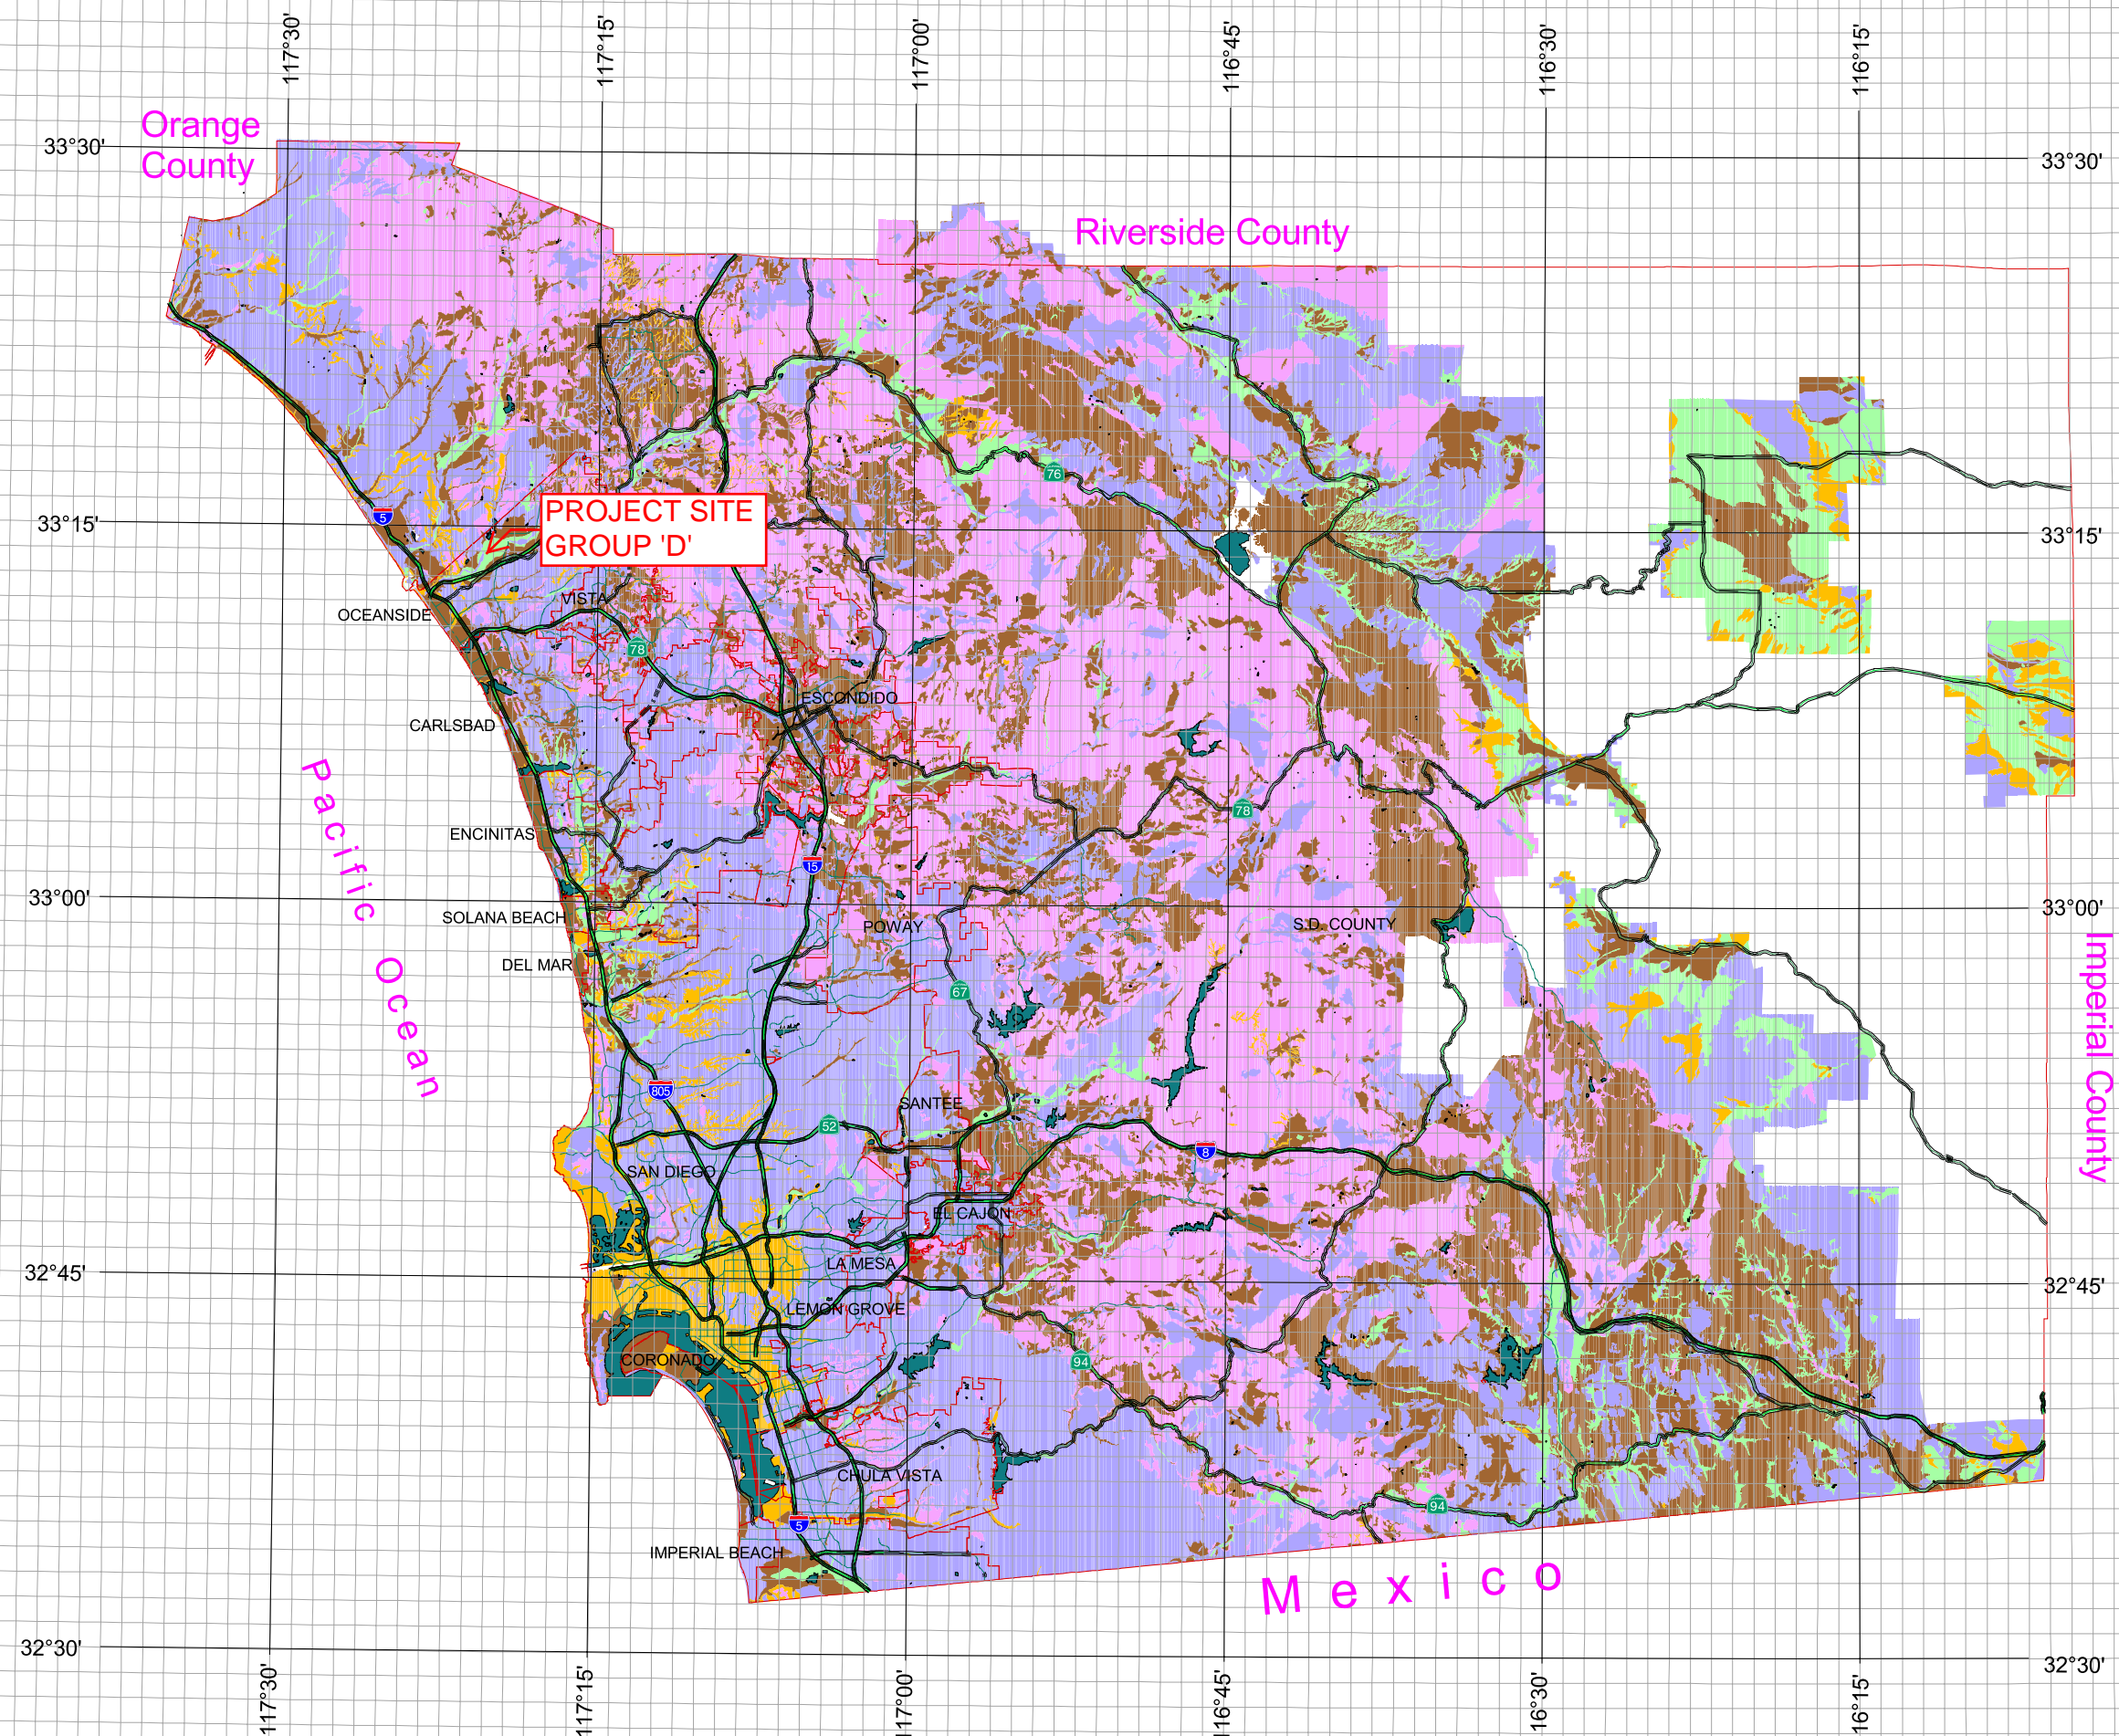 117°30'
117°15'
117°00'
116°45'
116°30'
116°15'
Orange
County
33°30'
33°30'
Riverside County
76
5
33°15'
PROJECT SITE
GROUP 'D'
33°15'
OCEANSIDE
VISTA
78
ESCONDIDO
CARLSBAD
Pacific Ocean
78
ENCINITAS
15
33°00'
33°00'
SOLANA BEACH
POWAY
S.D. COUNTY
DEL MAR
67
Imperial County
805
SANTEE
52
8
SAN DIEGO
EL CAJON
LA MESA
32°45'
32°45'
LEMON GROVE
CORONADO
94
CHULA VISTA
94
5
IMPERIAL BEACH
Mexico
32°30'
32°30'
117°30'
117°15'
117°00'
116°45'
116°30'
116°15'